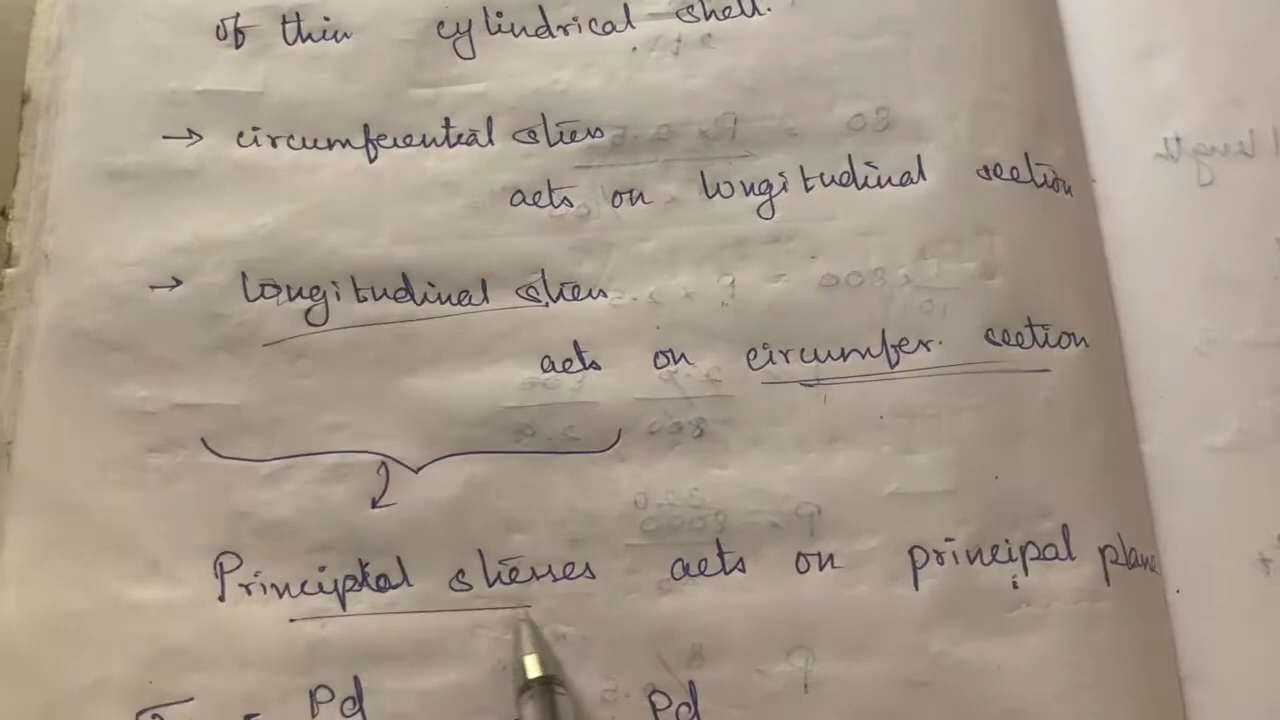 of thin cylindrical shell.
→ circumferential stress
acts on longitudinal section
→ longitudinal stress
acts on circumfer. section
Principal stresses acts on principal plane
Pd Pd